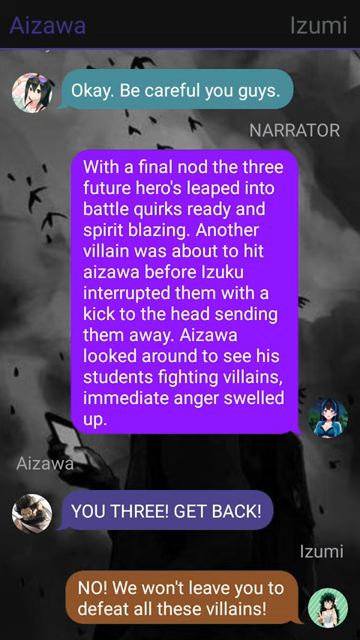 Aizawa Izumi
Okay. Be careful you guys.
NARRATOR
With a final nod the three
future hero's leaped into
battle quirks ready and
spirit blazing. Another
villain was about to hit
aizawa before Izuku
interrupted them with a
kick to the head sending
them away. Aizawa
looked around to see his
students fighting villains,
immediate anger swelled
up.
Aizawa
YOU THREE! GET BACK!
Izumi
NO! We won't leave you to
defeat all these villains!